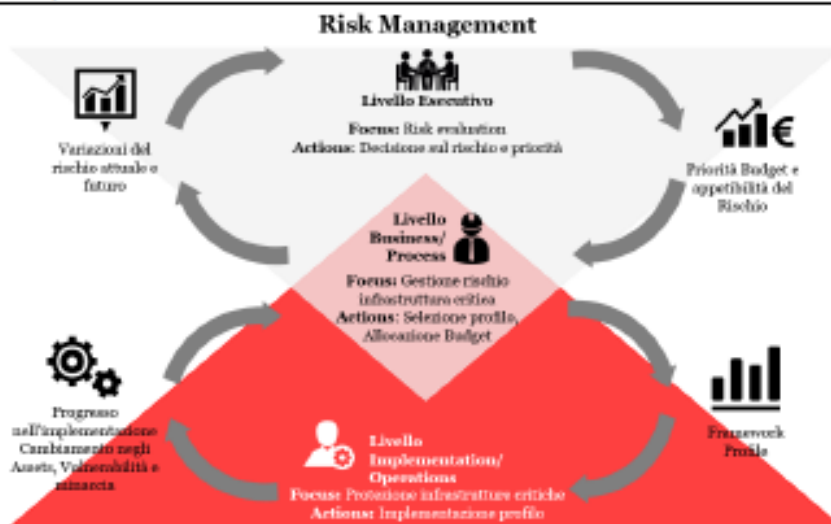 Risk Management
Livello Esecutivo
Focus: Risk evaluation
Actions: Decisione sul rischio e priorità
Variazioni del
rischio attuale e
futuro
€
Priorità Budget e
appetibilità del
Rischio
Livello
Business/
Process
Focus: Gestione rischio
infrastruttura critica
Actions: Selezione profilo,
Allocazione Budget
Progresso
nell'implementazione
Cambiamento negli
Assets, Vulnerabilità e
minaccia
Framework
Profile
Livello
Implementation/
Operations
Focus: Protezione infrastrutture critiche
Actions: Implementazione profilo